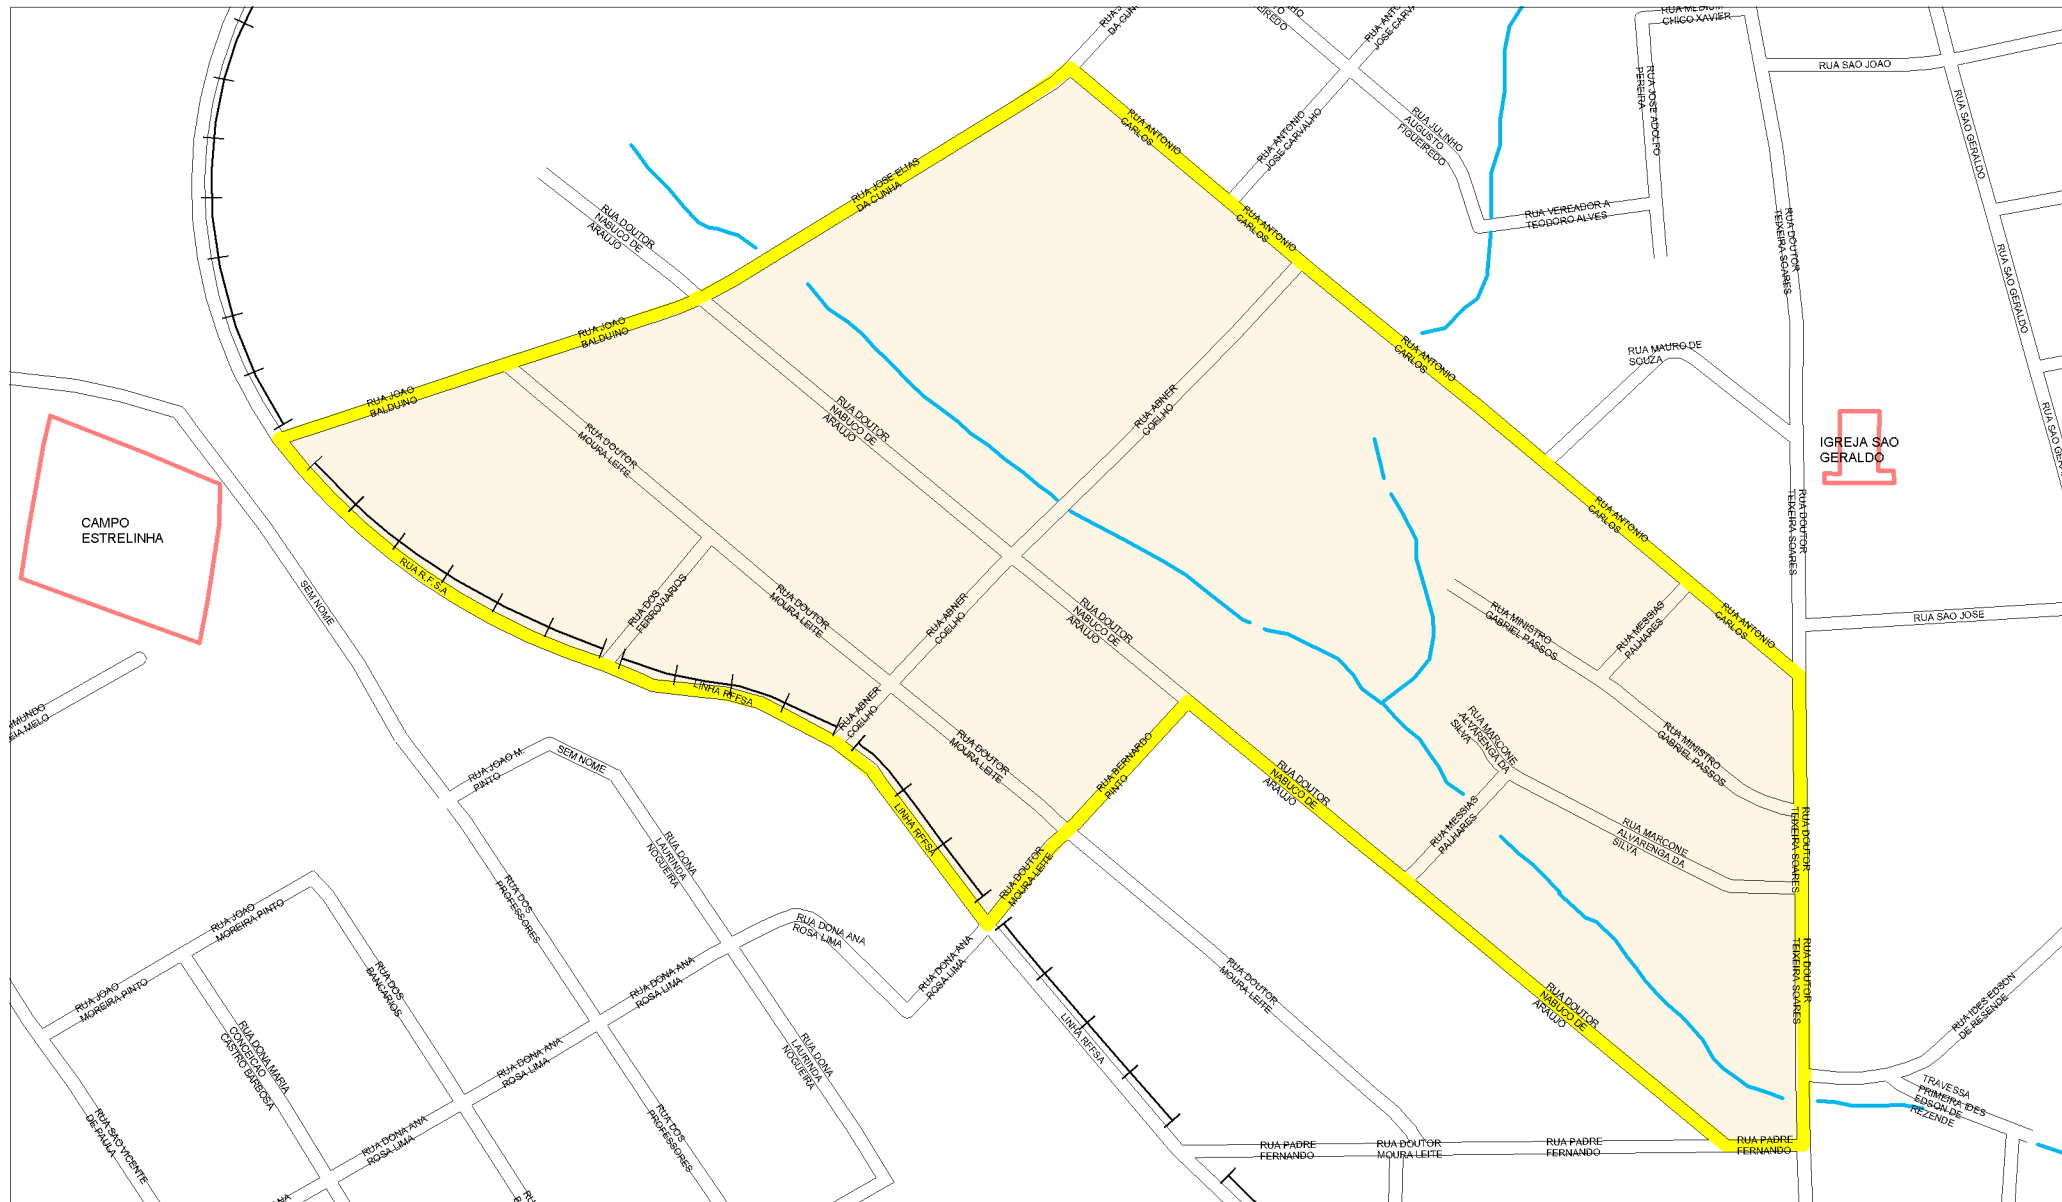 RUA MEDIUM
CHICO XAVIER
RUA SAO JOAO
RUA JOSE ADOLFO
PEREIRA
RUA SAO GERALDO
RUA ANTONIO
JOSE CARVALHO
RUA JULINHO
AUGUSTO
FIGUEIREDO
RUA ANTONIO
CARLOS
RUA JOSE ELIAS
DA CUNHA
RUA VEREADOR A
TEODORO ALVES
RUA DOUTOR
TEIXEIRA SOARES
RUA DOUTOR
NABUCO DE
ARAUJO
RUA ANTONIO
CARLOS
RUA SAO GERALDO
RUA JOAO
BALDUINO
RUA ANTONIO
CARLOS
RUA MAURO DE
SOUZA
RUA JOAO
BALDUINO
RUA ABNER
COELHO
RUA DOUTOR
NABUCO DE
ARAUJO
RUA DOUTOR
MOURA LEITE
IGREJA SAO
GERALDO
CAMPO
ESTRELINHA
RUA ANTONIO
CARLOS
RUA DOUTOR
TEIXEIRA SOARES
RUA R.F.S.A
SEM NOME
RUA DOS
FERROVIARIOS
RUA DOUTOR
MOURA LEITE
RUA ABNER
COELHO
RUA DOUTOR
NABUCO DE
ARAUJO
RUA MINISTRO
GABRIEL PASSOS
RUA MESSIAS
PALHARES
RUA ANTONIO
CARLOS
RUA SAO JOSE
LINHA RFFSA
RUA ABNER
COELHO
RUA DOUTOR
MOURA LEITE
RUA BERNARDO
PINTO
RUA MARCONE
ALVARENGA DA
SILVA
RUA MINISTRO
GABRIEL PASSOS
RUA JOAO M.
PINTO
SEM NOME
RUA DOUTOR
NABUCO DE
ARAUJO
LINHA RFFSA
RUA MESSIAS
PALHARES
RUA MARCONE
ALVARENGA DA
SILVA
RUA DOUTOR
TEIXEIRA SOARES
RUA DONA
LAURINDA
NOGUEIRA
RUA DOS
PROFESSORES
RUA DOUTOR
MOURA LEITE
RUA JOAO
MOREIRA PINTO
RUA DONA ANA
ROSA LIMA
RUA DONA ANA
ROSA LIMA
RUA DOUTOR
TEIXEIRA SOARES
RUA JOAO
MOREIRA PINTO
RUA DOS
BANCARIOS
RUA DONA ANA
ROSA LIMA
RUA DOUTOR
MOURA LEITE
RUA DOUTOR
NABUCO DE
ARAUJO
RUA IDES EDSON
DE RESENDE
RUA DONA MARIA
CONCEICAO
CASTRO BARBOSA
RUA DONA ANA
ROSA LIMA
RUA DONA
LAURINDA
NOGUEIRA
LINHA RFFSA
TRAVESSA
PRIMEIRA IDES
EDSON DE
REZENDE
RUA SAO VICENTE
DE PAULA
RUA DONA ANA
ROSA LIMA
RUA DOS
PROFESSORES
RUA PADRE
FERNANDO
RUA DOUTOR
MOURA LEITE
RUA PADRE
FERNANDO
RUA PADRE
FERNANDO